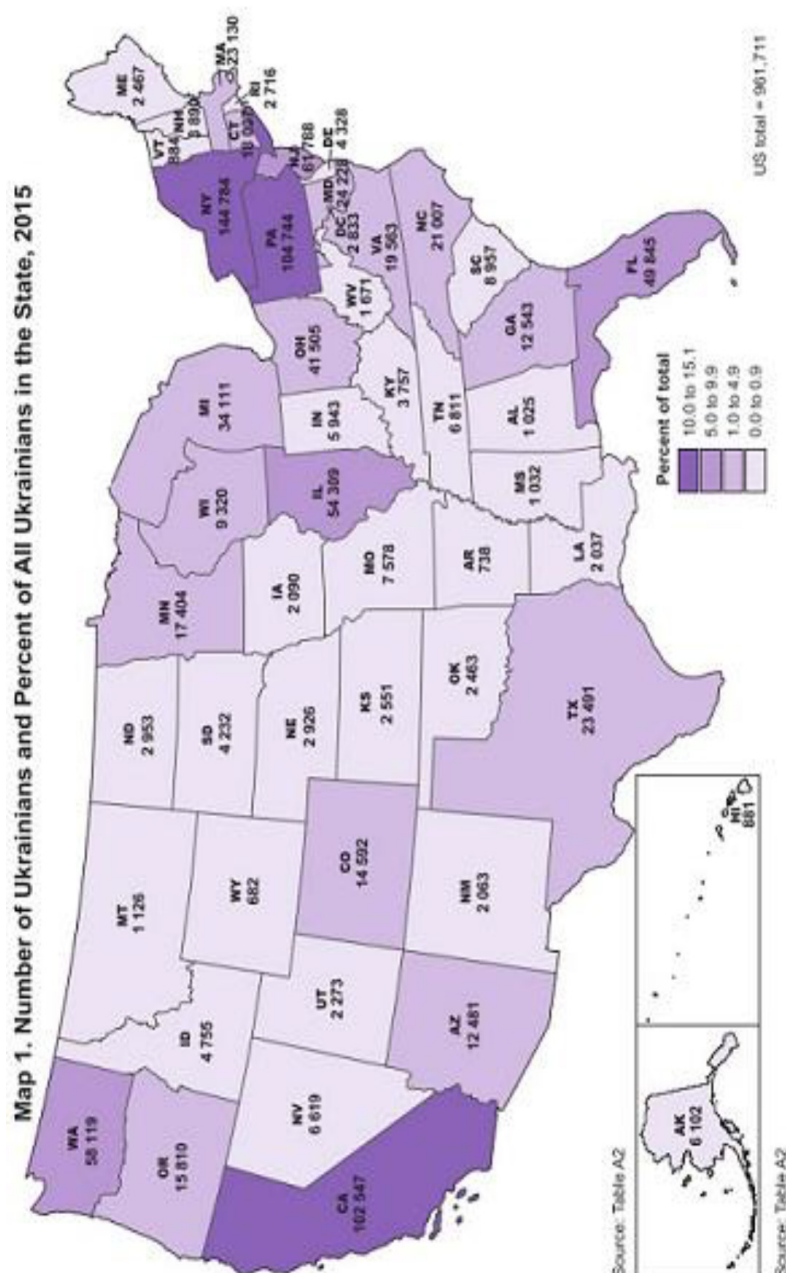 Map 1. Number of Ukrainians and Percent of All Ukrainians in the State, 2015
WA
58 119
OR
15 810
CA
102 547
NV
6 619
ID
4 755
MT
1 126
WY
682
UT
2 273
AZ
12 481
CO
14 592
NM
2 063
ND
2 953
SD
4 232
NE
2 926
KS
2 551
OK
2 463
TX
23 491
MN
17 404
IA
2 090
MO
7 578
AR
738
LA
2 037
WI
9 320
IL
54 309
MI
34 111
IN
5 943
OH
41 505
KY
3 757
TN
6 811
MS
1 032
AL
1 025
GA
12 543
FL
49 845
SC
8 957
NC
21 007
VA
19 563
WV
1 671
DC
2 833
MD
24 228
DE
4 328
NJ
61 788
PA
104 744
NY
144 784
CT
RI
2 716
MA
23 130
VT
884
NH
3 890
ME
2 467
AK
6 102
HI
881
Percent of total
10.0 to 15.1
5.0 to 9.9
1.0 to 4.9
0.0 to 0.9
US total = 961,711
Source: Table A2
Source: Table A2